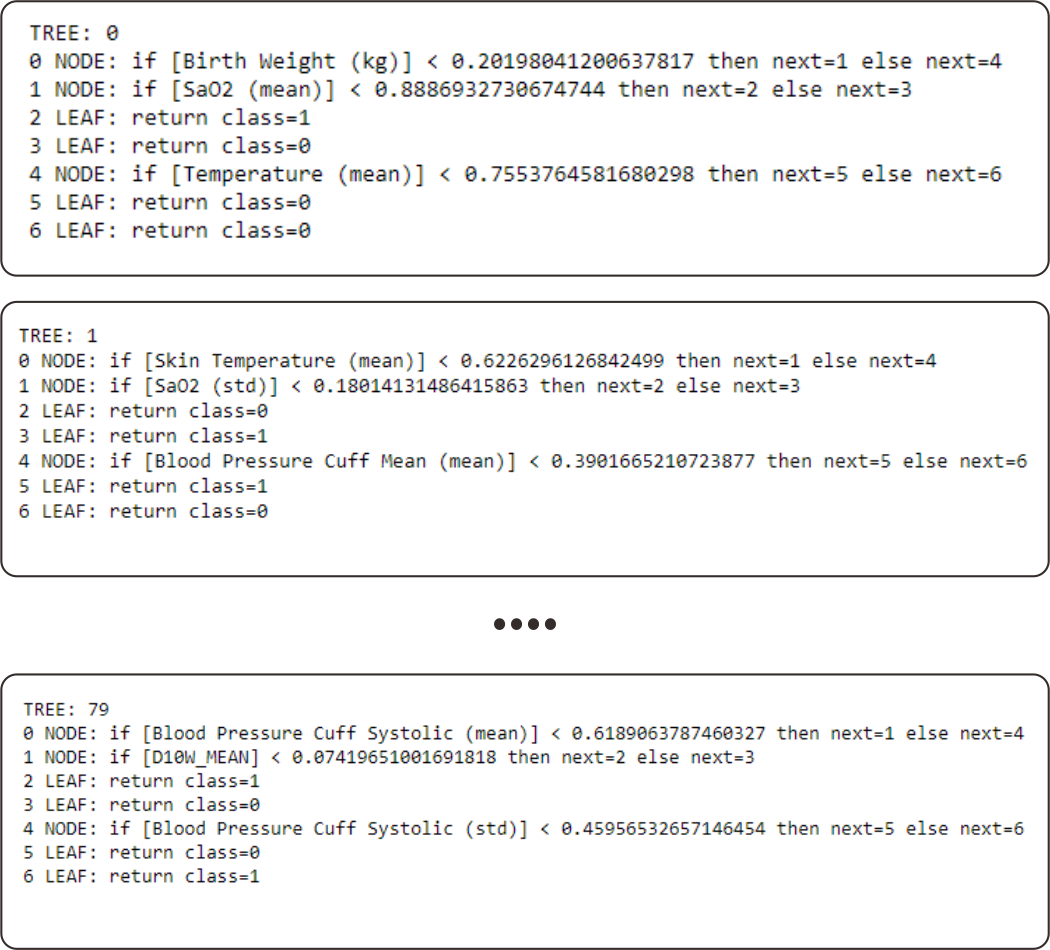 TREE: 0
0 NODE: if [Birth Weight (kg)] < 0.20198041200637817 then next=1 else next=4
1 NODE: if [SaO2 (mean)] < 0.8886932730674744 then next=2 else next=3
2 LEAF: return class=1
3 LEAF: return class=0
4 NODE: if [Temperature (mean)] < 0.7553764581680298 then next=5 else next=6
5 LEAF: return class=0
6 LEAF: return class=0
TREE: 1
0 NODE: if [Skin Temperature (mean)] < 0.6226296126842499 then next=1 else next=4
1 NODE: if [SaO2 (std)] < 0.18014131486415863 then next=2 else next=3
2 LEAF: return class=0
3 LEAF: return class=1
4 NODE: if [Blood Pressure Cuff Mean (mean)] < 0.3901665210723877 then next=5 else next=6
5 LEAF: return class=1
6 LEAF: return class=0
••••
TREE: 79
0 NODE: if [Blood Pressure Cuff Systolic (mean)] < 0.6189063787460327 then next=1 else next=4
1 NODE: if [D10W_MEAN] < 0.07419651001691818 then next=2 else next=3
2 LEAF: return class=1
3 LEAF: return class=0
4 NODE: if [Blood Pressure Cuff Systolic (std)] < 0.45956532657146454 then next=5 else next=6
5 LEAF: return class=0
6 LEAF: return class=1